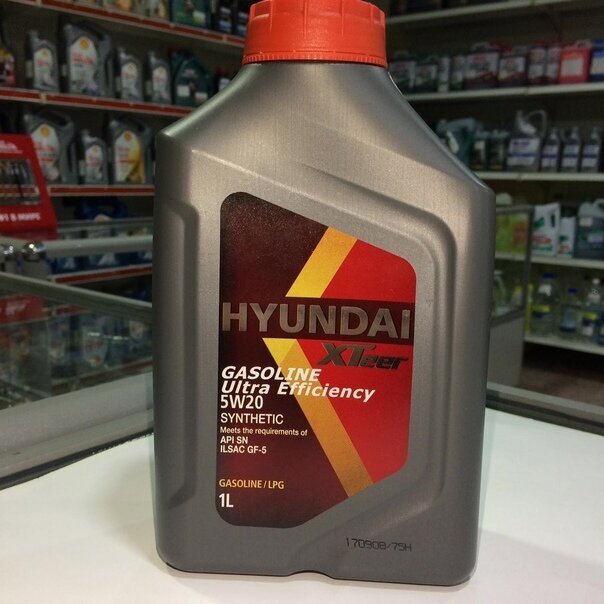 HYUNDAI
XTeer
GASOLINE
Ultra Efficiency
5W20
SYNTHETIC
Meets the requirements of
API SN
ILSAC GF-5
GASOLINE/LPG
1L
170908/75H